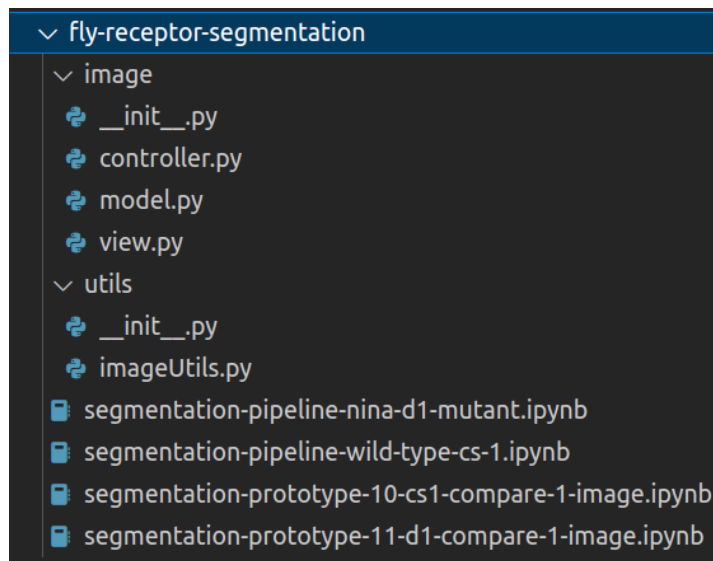 fly-receptor-segmentation
image
__init__.py
controller.py
model.py
view.py
utils
__init__.py
imageUtils.py
segmentation-pipeline-nina-d1-mutant.ipynb
segmentation-pipeline-wild-type-cs-1.ipynb
segmentation-prototype-10-cs1-compare-1-image.ipynb
segmentation-prototype-11-d1-compare-1-image.ipynb